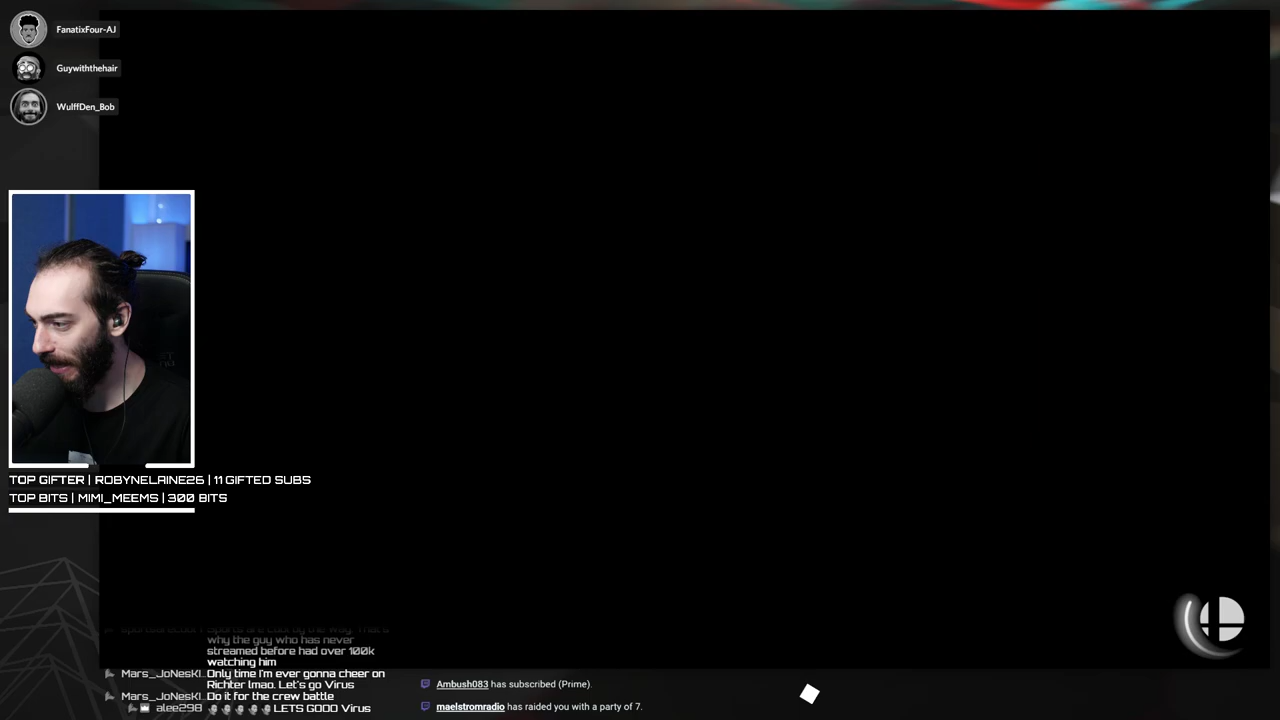 FanatixFour-AJ
Guywiththehair
WulffDen_Bob
TOP GIFTER | ROBYNELAINE26 | 11 GIFTED SUBS
TOP BITS | MIMI_MEEMS | 300 BITS
why the guy who has never
streamed before had over 100k
watching him
Mars_JoNesKI Only time I'm ever gonna cheer on
Richter lmao. Let's go Virus
Mars_JoNesKI Do it for the crew battle
alee298 LETS GOOO Virus
Ambush083 has subscribed (Prime).
maelstromradio has raided you with a party of 7.